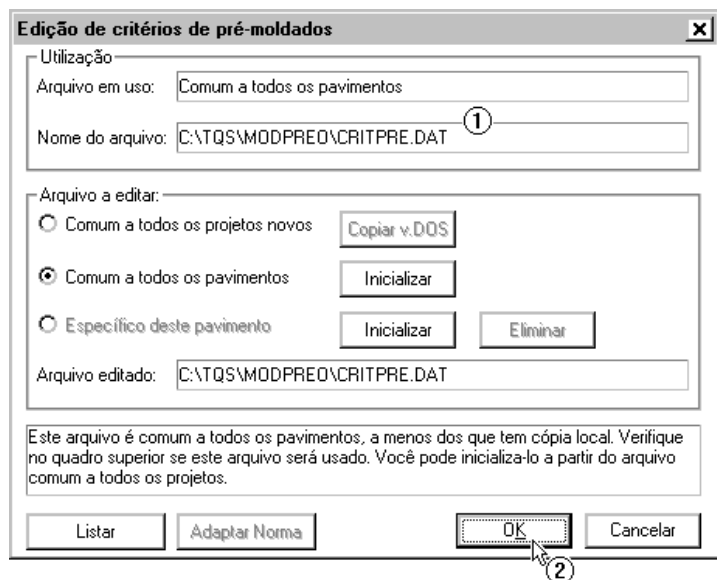 Edição de critérios de pré-moldados
Utilização
Arquivo em uso: Comum a todos os pavimentos
1
Nome do arquivo: C:\TQS\MODPREO\CRITPRE.DAT
Arquivo a editar:
Comum a todos os projetos novos Copiar v.DOS
Comum a todos os pavimentos Inicializar
Específico deste pavimento Inicializar Eliminar
Arquivo editado: C:\TQS\MODPREO\CRITPRE.DAT
Este arquivo é comum a todos os pavimentos, a menos dos que tem cópia local. Verifique
no quadro superior se este arquivo será usado. Você pode inicializa-lo a partir do arquivo
comum a todos os projetos.
Listar Adaptar Norma OK Cancelar
2